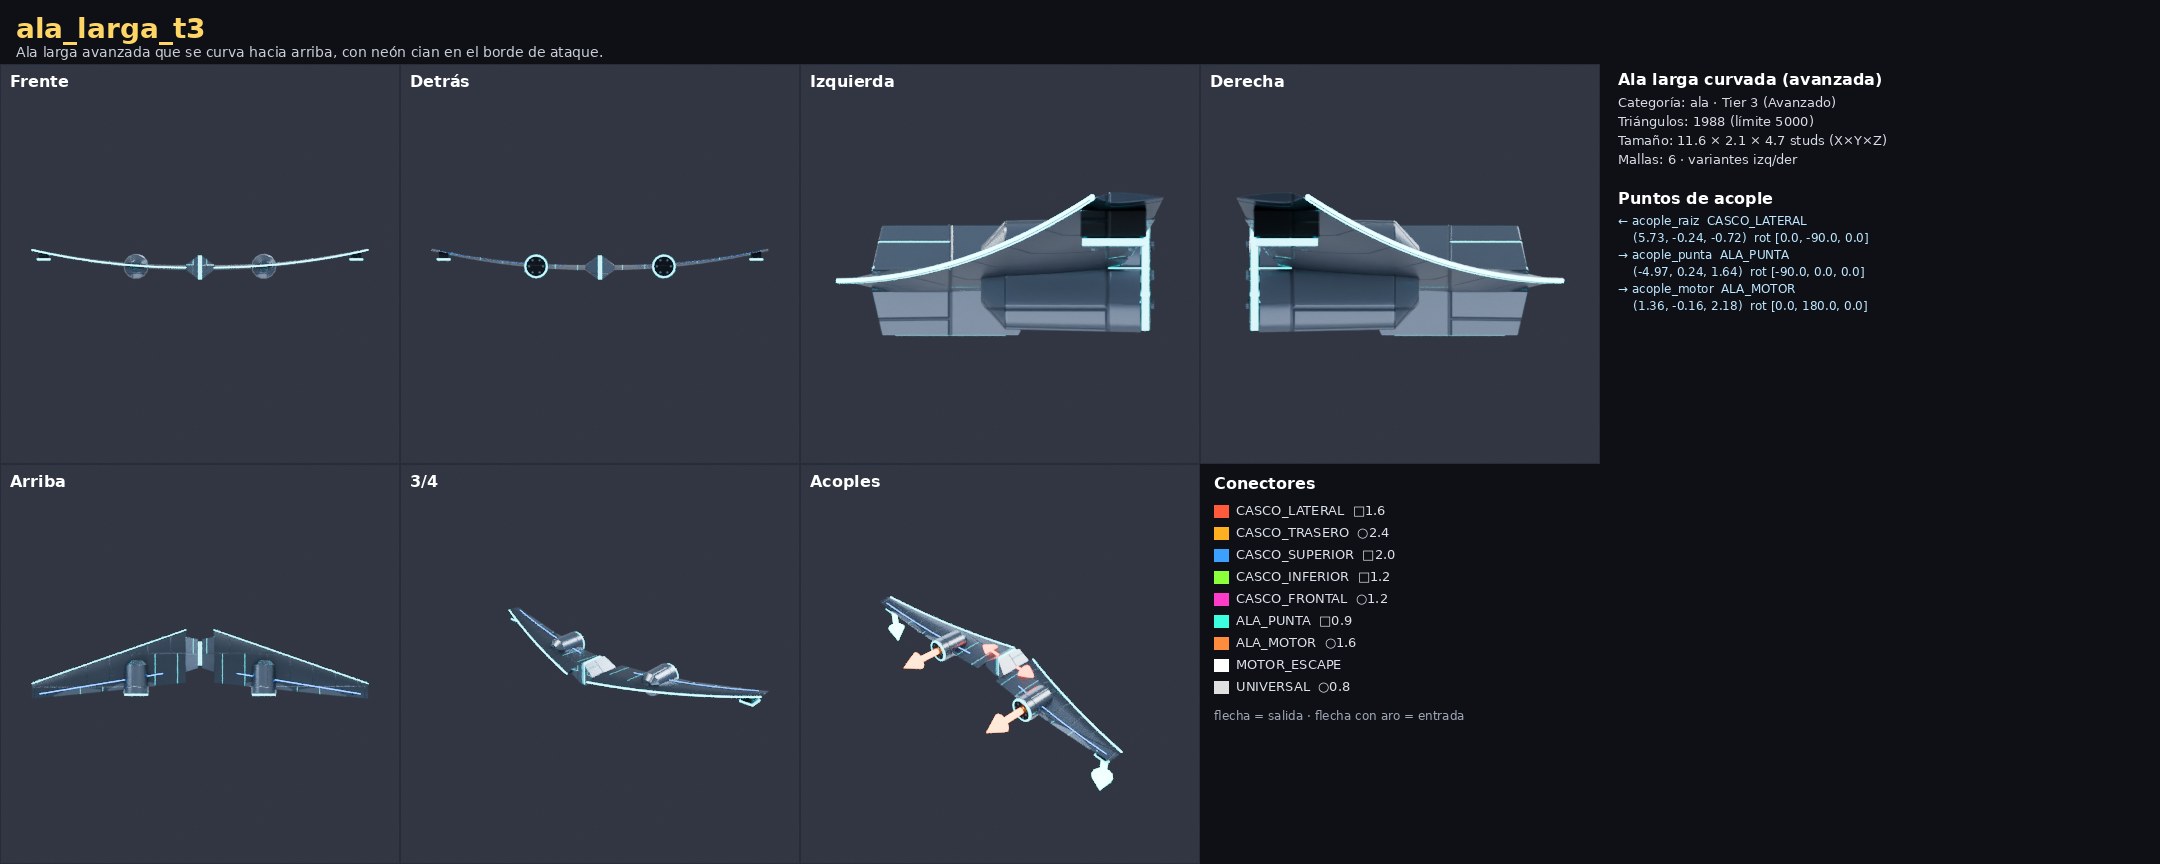 ala_larga_t3
Ala larga avanzada que se curva hacia arriba, con neón cian en el borde de ataque.
Frente
Detrás
Izquierda
Derecha
Ala larga curvada (avanzada)
Categoría: ala · Tier 3 (Avanzado)
Triángulos: 1988 (límite 5000)
Tamaño: 11.6 × 2.1 × 4.7 studs (X×Y×Z)
Mallas: 6 · variantes izq/der
Puntos de acople
← acople_raiz  CASCO_LATERAL
(5.73, -0.24, -0.72)  rot [0.0, -90.0, 0.0]
→ acople_punta  ALA_PUNTA
(-4.97, 0.24, 1.64)  rot [-90.0, 0.0, 0.0]
→ acople_motor  ALA_MOTOR
(1.36, -0.16, 2.18)  rot [0.0, 180.0, 0.0]
Arriba
3/4
Acoples
Conectores
CASCO_LATERAL  □1.6
CASCO_TRASERO  ○2.4
CASCO_SUPERIOR  □2.0
CASCO_INFERIOR  □1.2
CASCO_FRONTAL  ○1.2
ALA_PUNTA  □0.9
ALA_MOTOR  ○1.6
MOTOR_ESCAPE
UNIVERSAL  ○0.8
flecha = salida · flecha con aro = entrada